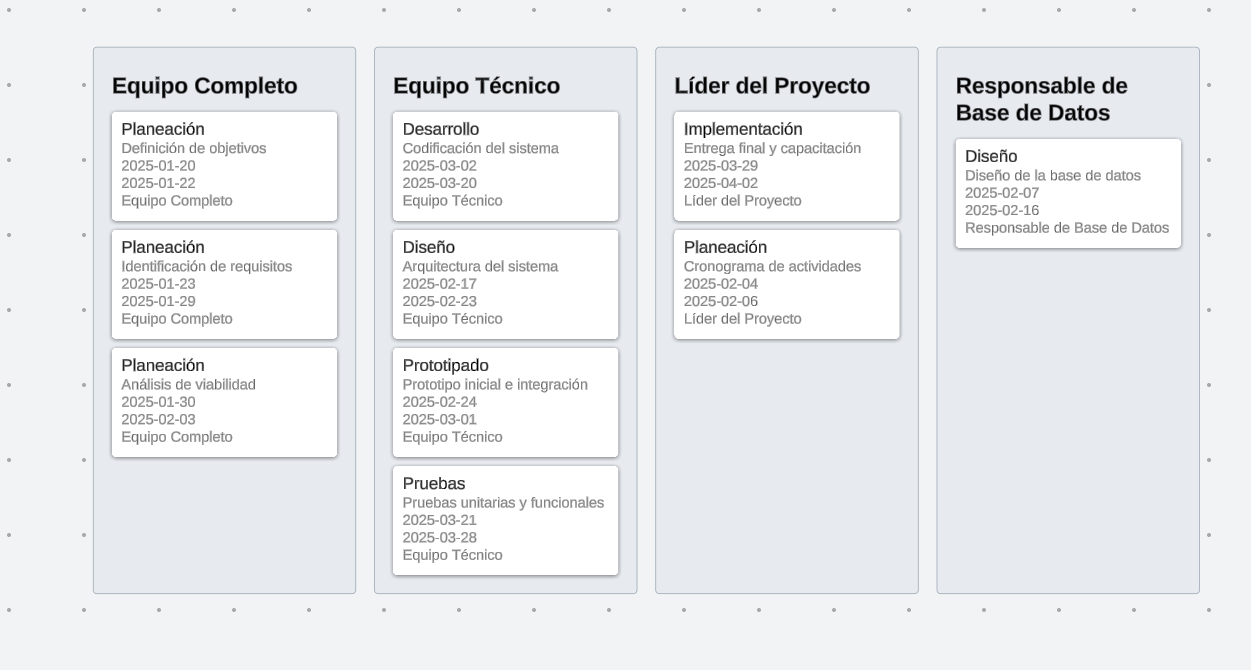 Equipo Completo
Planeación
Definición de objetivos
2025-01-20
2025-01-22
Equipo Completo
Planeación
Identificación de requisitos
2025-01-23
2025-01-29
Equipo Completo
Planeación
Análisis de viabilidad
2025-01-30
2025-02-03
Equipo Completo
Equipo Técnico
Desarrollo
Codificación del sistema
2025-03-02
2025-03-20
Equipo Técnico
Diseño
Arquitectura del sistema
2025-02-17
2025-02-23
Equipo Técnico
Prototipado
Prototipo inicial e integración
2025-02-24
2025-03-01
Equipo Técnico
Pruebas
Pruebas unitarias y funcionales
2025-03-21
2025-03-28
Equipo Técnico
Líder del Proyecto
Implementación
Entrega final y capacitación
2025-03-29
2025-04-02
Líder del Proyecto
Planeación
Cronograma de actividades
2025-02-04
2025-02-06
Líder del Proyecto
Responsable de
Base de Datos
Diseño
Diseño de la base de datos
2025-02-07
2025-02-16
Responsable de Base de Datos